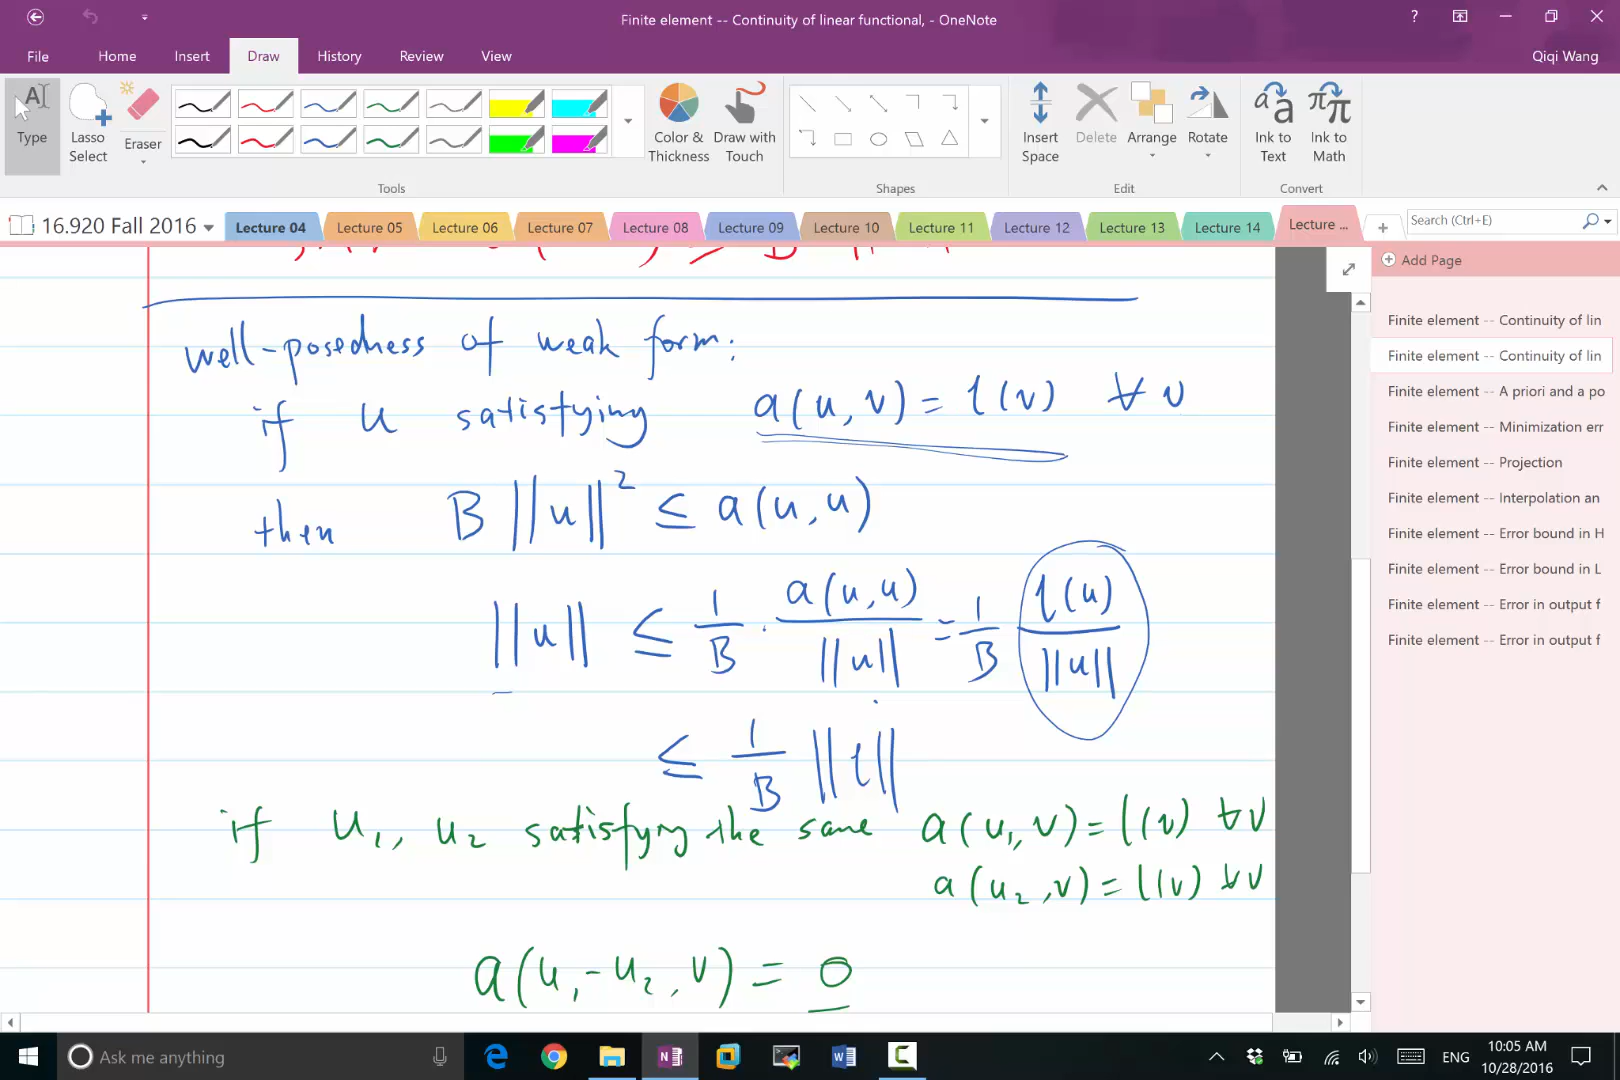 Finite element -- Continuity of linear functional, - OneNote
?
File Home Insert Draw History Review View
Qiqi Wang
Type
Lasso Select
Eraser
Color & Thickness
Draw with Touch
Insert Space
Delete
Arrange
Rotate
Ink to Text
Ink to Math
Tools Shapes Edit Convert
16.920 Fall 2016
Lecture 04 Lecture 05 Lecture 06 Lecture 07 Lecture 08 Lecture 09 Lecture 10 Lecture 11 Lecture 12 Lecture 13 Lecture 14 Lecture ...
Search (Ctrl+E)
Add Page
Finite element -- Continuity of lin
Finite element -- Continuity of lin
Finite element -- A priori and a po
Finite element -- Minimization err
Finite element -- Projection
Finite element -- Interpolation an
Finite element -- Error bound in H
Finite element -- Error bound in L
Finite element -- Error in output f
Finite element -- Error in output f
well-posedness of weak form:
if u satisfying a(u,v) = l(v) ∀ v
then B ||u||² ≤ a(u,u)
||u|| ≤ 1/B · a(u,u)/||u|| = 1/B l(u)/||u||
≤ 1/B ||l||
if u₁, u₂ satisfying the same a(u₁,v) = l(v) ∀v
a(u₂,v) = l(v) ∀v
a(u₁-u₂,v) = 0
Ask me anything
ENG
10:05 AM
10/28/2016